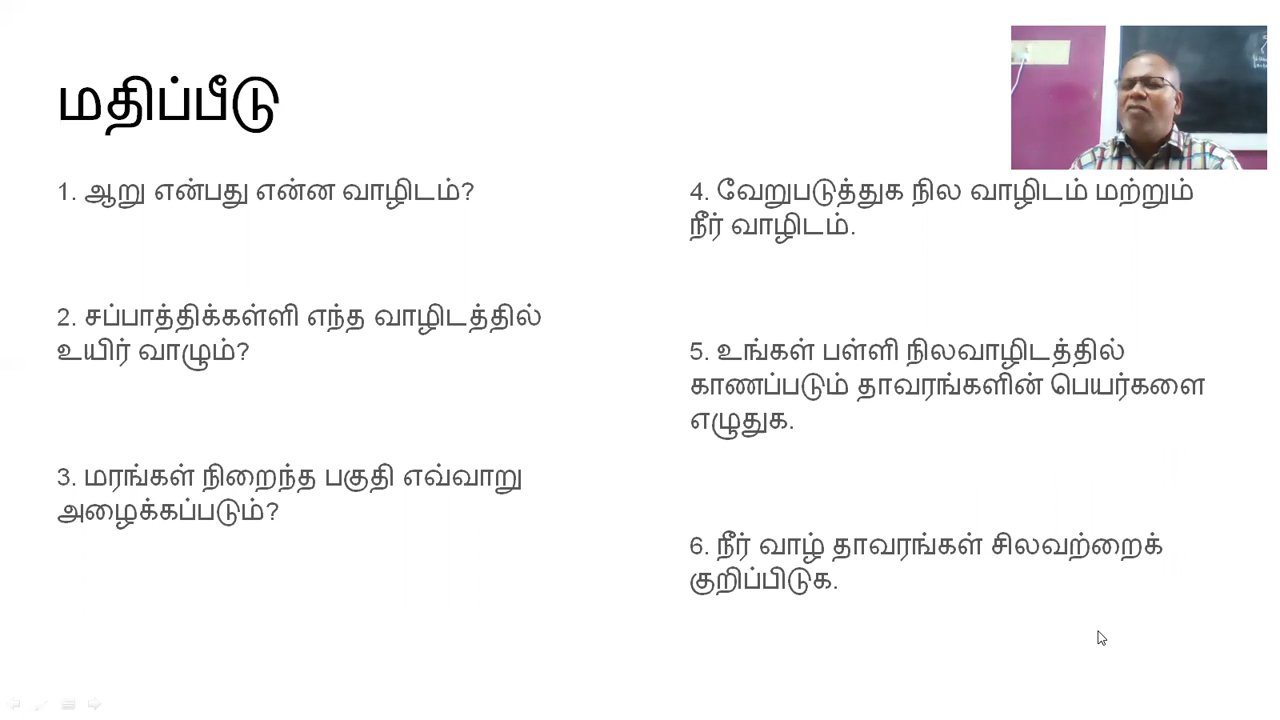 மதிப்பீடு
1. ஆறு என்பது என்ன வாழிடம்?
2. சப்பாத்திக்கள்ளி எந்த வாழிடத்தில்
உயிர் வாழும்?
3. மரங்கள் நிறைந்த பகுதி எவ்வாறு
அழைக்கப்படும்?
4. வேறுபடுத்துக நில வாழிடம் மற்றும்
நீர் வாழிடம்.
5. உங்கள் பள்ளி நிலவாழிடத்தில்
காணப்படும் தாவரங்களின் பெயர்களை
எழுதுக.
6. நீர் வாழ் தாவரங்கள் சிலவற்றைக்
குறிப்பிடுக.